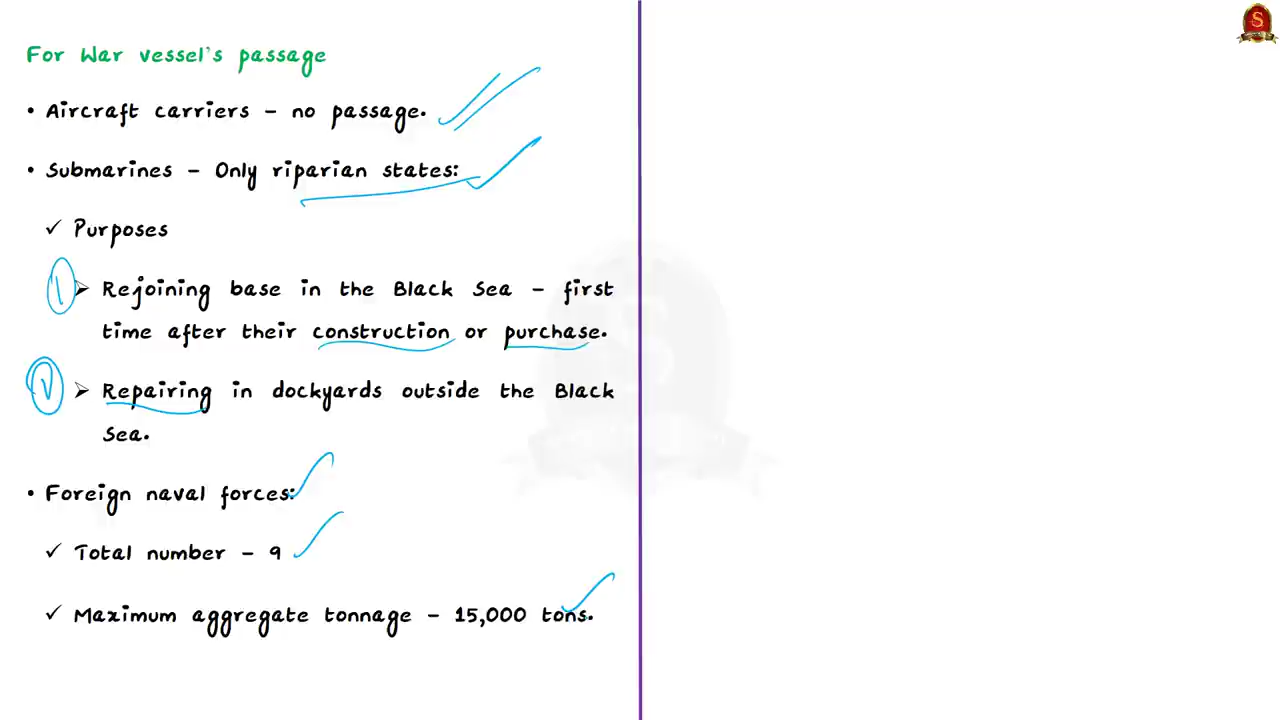 For War vessel's passage
• Aircraft carriers - no passage.
• Submarines - Only riparian states:
✓ Purposes
➢ Rejoining base in the Black Sea - first
time after their construction or purchase.
➢ Repairing in dockyards outside the Black
Sea.
• Foreign naval forces:
✓ Total number - 9
✓ Maximum aggregate tonnage - 15,000 tons.
S